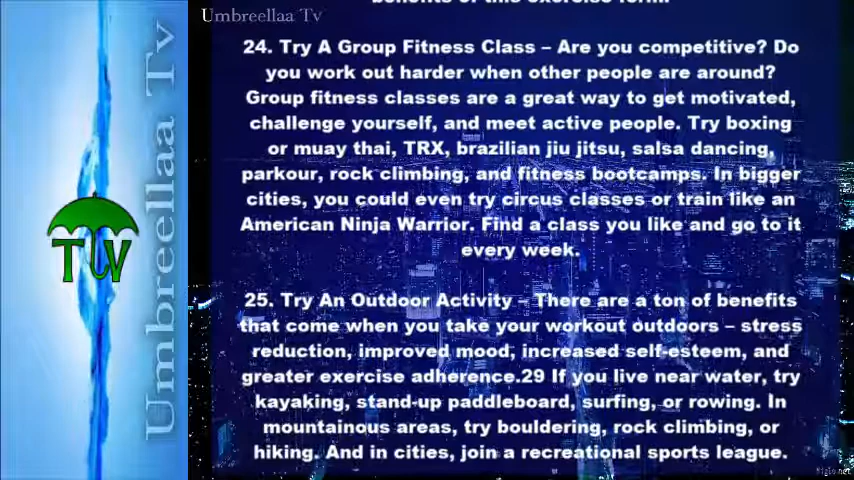 Umbreellaa Tv
benefits of this exercise form.
24. Try A Group Fitness Class – Are you competitive? Do
you work out harder when other people are around?
Group fitness classes are a great way to get motivated,
challenge yourself, and meet active people. Try boxing
or muay thai, TRX, brazilian jiu jitsu, salsa dancing,
parkour, rock climbing, and fitness bootcamps. In bigger
cities, you could even try circus classes or train like an
American Ninja Warrior. Find a class you like and go to it
every week.
25. Try An Outdoor Activity – There are a ton of benefits
that come when you take your workout outdoors – stress
reduction, improved mood, increased self-esteem, and
greater exercise adherence.29 If you live near water, try
kayaking, stand-up paddleboard, surfing, or rowing. In
mountainous areas, try bouldering, rock climbing, or
hiking. And in cities, join a recreational sports league.
Umbreellaa Tv
TV